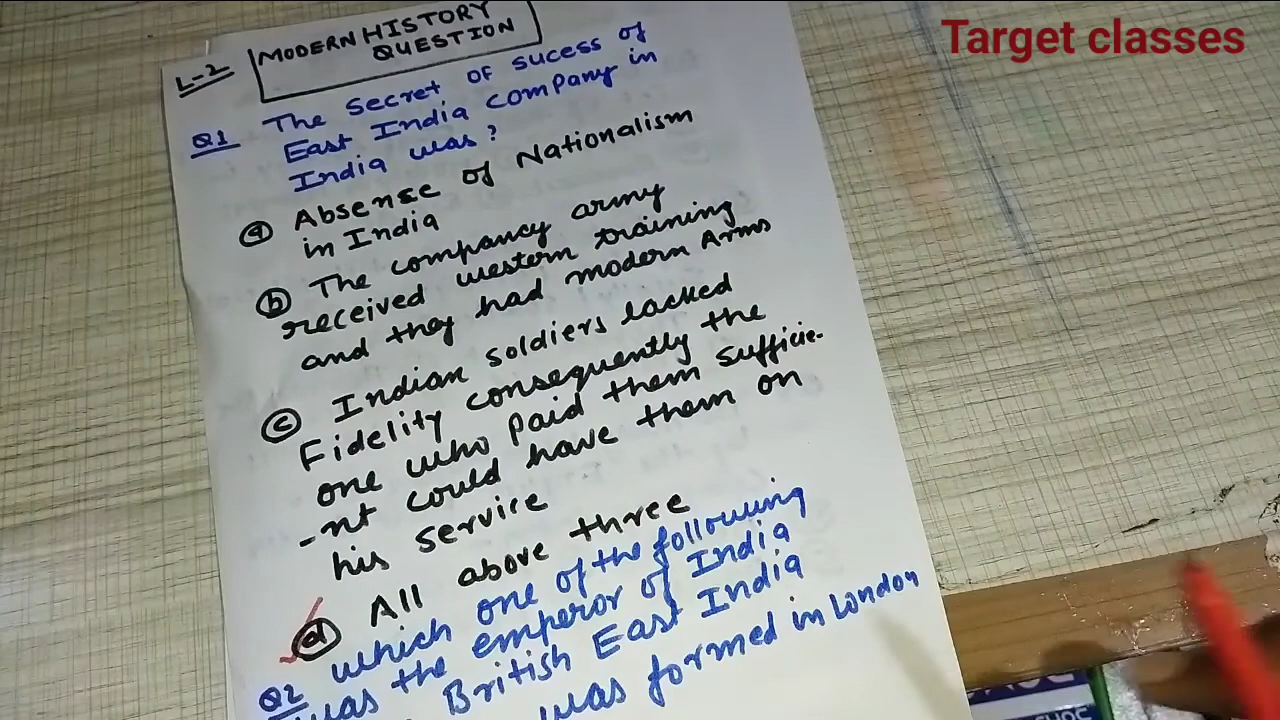 Target classes
L-2
MODERN HISTORY
QUESTION
Q1 The secret of sucess of
East India company in
India was?
a Absense of Nationalism
in India
b The compancy army
received western training
and they had modern Arms
c Indian soldiers lacked
Fidelity consequently the
one who paid them sufficie-
-nt could have them on
his service
d All above three
Q2 which one of the following
was the emperor of India
British East India
was formed in London